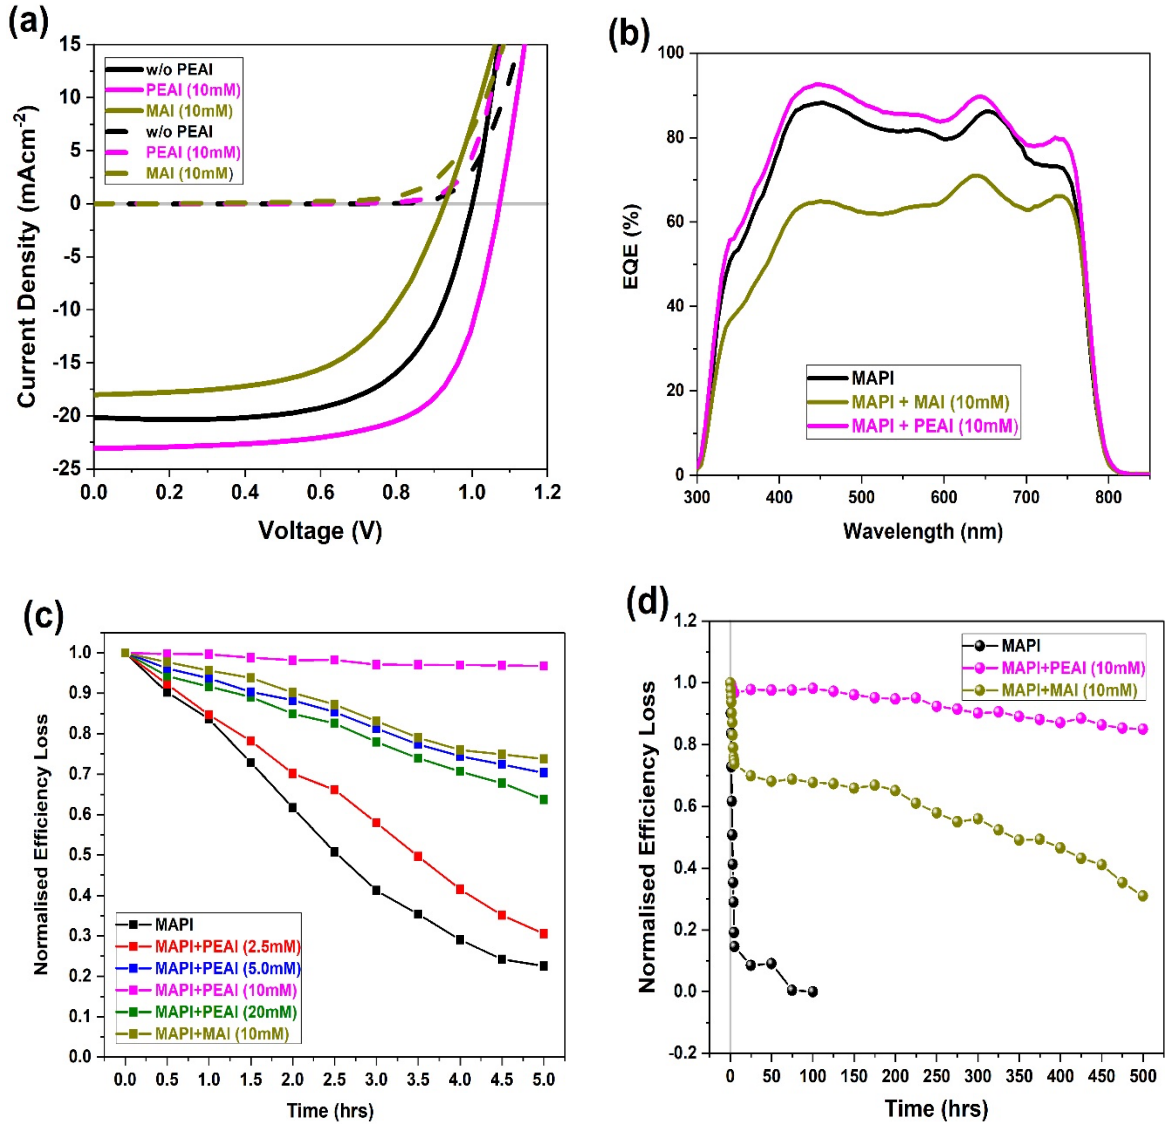 (a)
15
10
5
0
-5
-10
-15
-20
-25
Current Density (mAcm⁻²)
w/o PEAI
PEAI (10mM)
MAI (10mM)
w/o PEAI
PEAI (10mM)
MAI (10mM)
0.0 0.2 0.4 0.6 0.8 1.0 1.2
Voltage (V)
(b)
100
80
60
40
20
0
EQE (%)
MAPI
MAPI + MAI (10mM)
MAPI + PEAI (10mM)
300 400 500 600 700 800
Wavelength (nm)
(c)
1.0
0.9
0.8
0.7
0.6
0.5
0.4
0.3
0.2
0.1
0.0
Normalised Efficiency Loss
MAPI
MAPI+PEAI (2.5mM)
MAPI+PEAI (5.0mM)
MAPI+PEAI (10mM)
MAPI+PEAI (20mM)
MAPI+MAI (10mM)
0.0 0.5 1.0 1.5 2.0 2.5 3.0 3.5 4.0 4.5 5.0
Time (hrs)
(d)
1.2
1.0
0.8
0.6
0.4
0.2
0.0
-0.2
Normalised Efficiency Loss
MAPI
MAPI+PEAI (10mM)
MAPI+MAI (10mM)
0 50 100 150 200 250 300 350 400 450 500
Time (hrs)